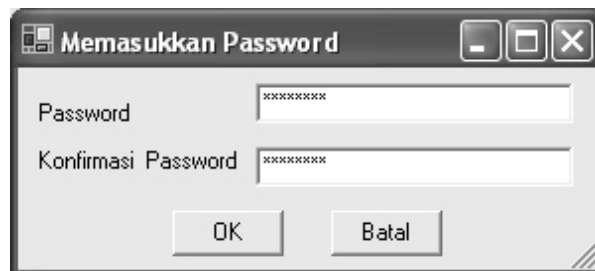 Memasukkan Password
Password ********
Konfirmasi Password ********
OK Batal